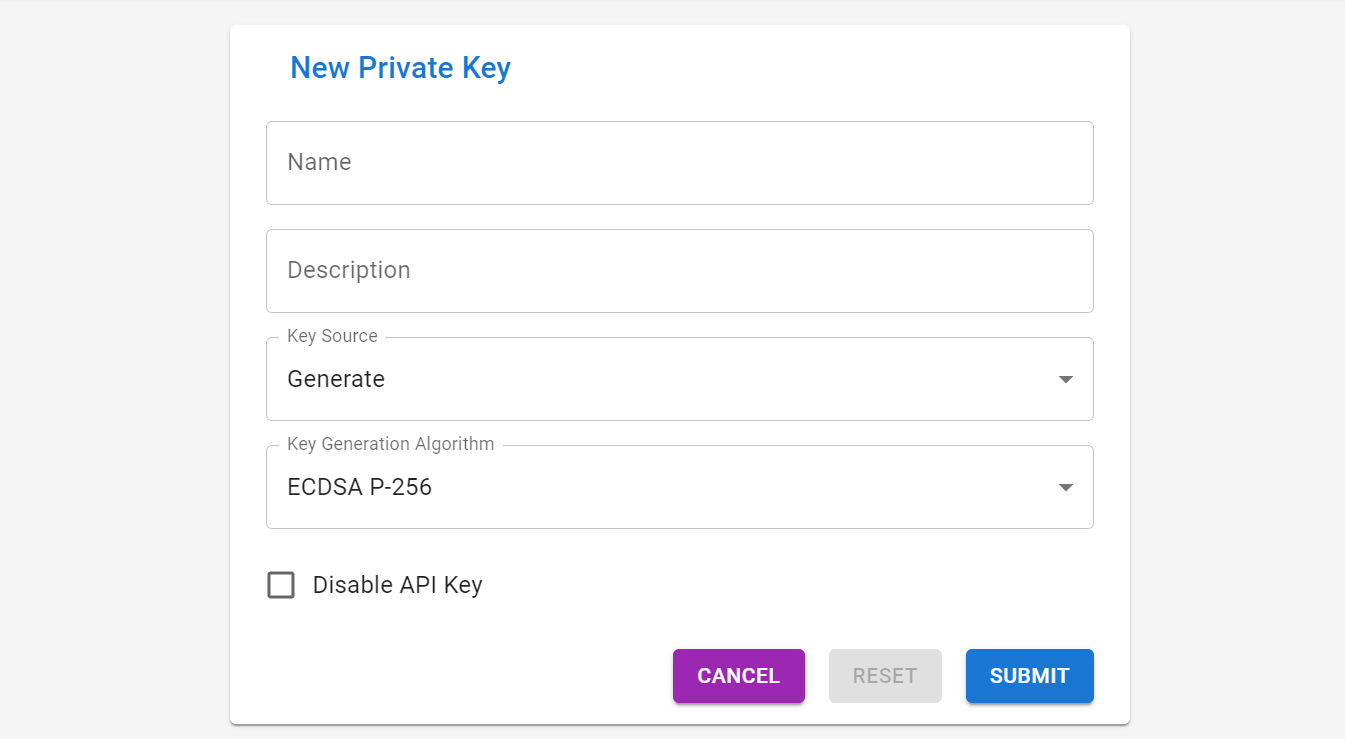 New Private Key
Name
Description
Key Source
Generate
Key Generation Algorithm
ECDSA P-256
Disable API Key
CANCEL RESET SUBMIT